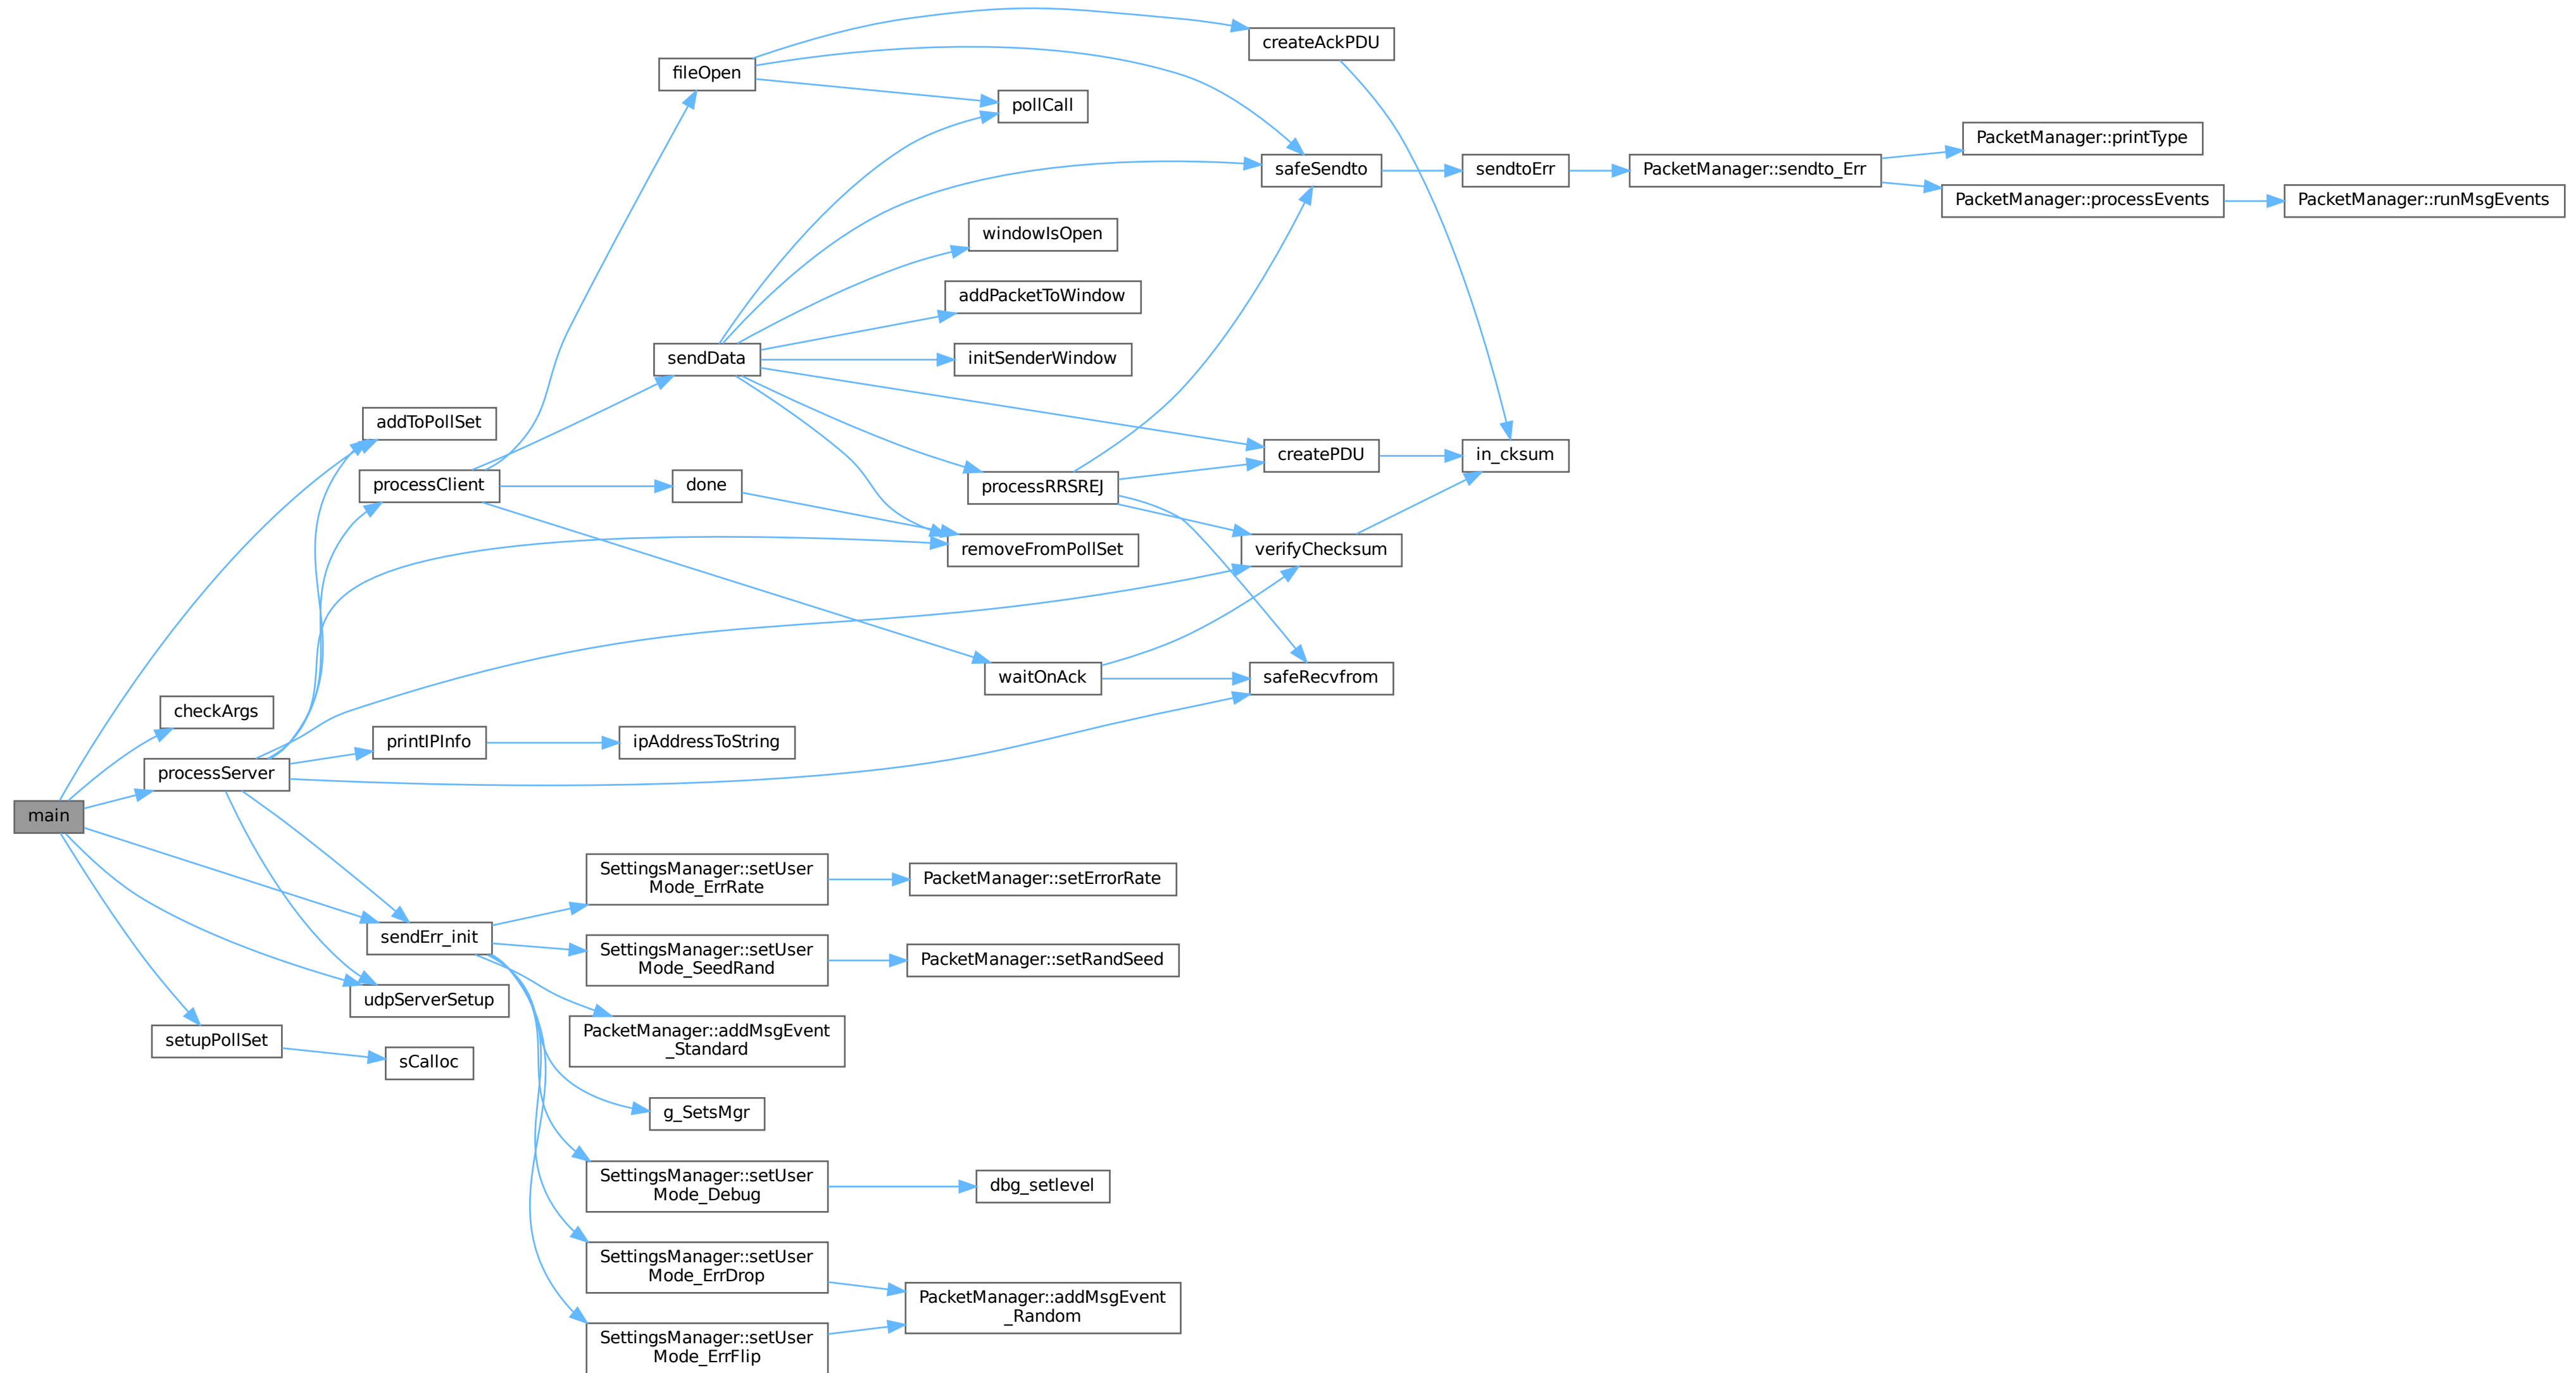 createAckPDU
fileOpen
pollCall
PacketManager::printType
safeSendto
sendtoErr
PacketManager::sendto_Err
PacketManager::processEvents
PacketManager::runMsgEvents
windowIsOpen
addPacketToWindow
sendData
initSenderWindow
addToPollSet
createPDU
in_cksum
processClient
done
processRRSREJ
removeFromPollSet
verifyChecksum
waitOnAck
safeRecvfrom
checkArgs
printIPInfo
ipAddressToString
processServer
main
SettingsManager::setUser
Mode_ErrRate
PacketManager::setErrorRate
sendErr_init
SettingsManager::setUser
Mode_SeedRand
PacketManager::setRandSeed
udpServerSetup
setupPollSet
PacketManager::addMsgEvent
_Standard
sCalloc
g_SetsMgr
SettingsManager::setUser
Mode_Debug
dbg_setlevel
SettingsManager::setUser
Mode_ErrDrop
PacketManager::addMsgEvent
_Random
SettingsManager::setUser
Mode_ErrFlip